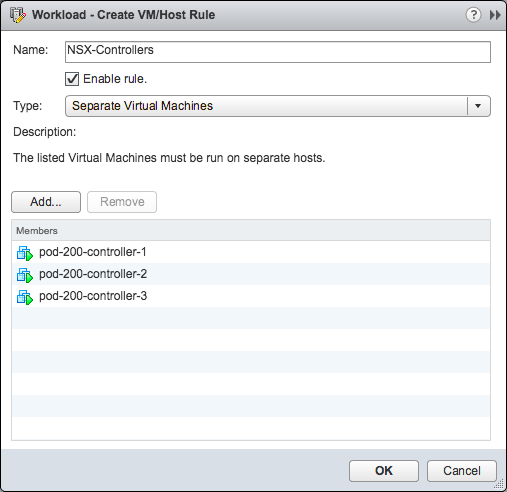 Workload - Create VM/Host Rule
?
Name: NSX-Controllers
Enable rule.
Type: Separate Virtual Machines
Description:
The listed Virtual Machines must be run on separate hosts.
Add... Remove
Members
pod-200-controller-1
pod-200-controller-2
pod-200-controller-3
OK Cancel